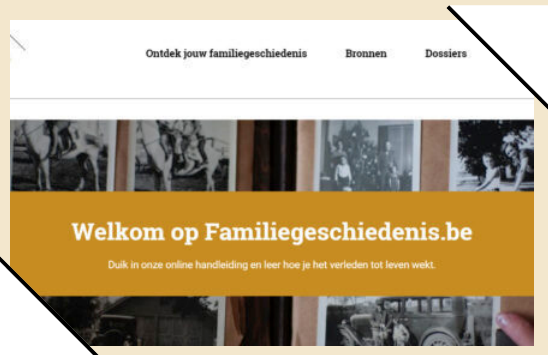 Ontdek jouw familiegeschiedenis Bronnen Dossiers
Welkom op Familiegeschiedenis.be
Duik in onze online handleiding en leer hoe je het verleden tot leven wekt.